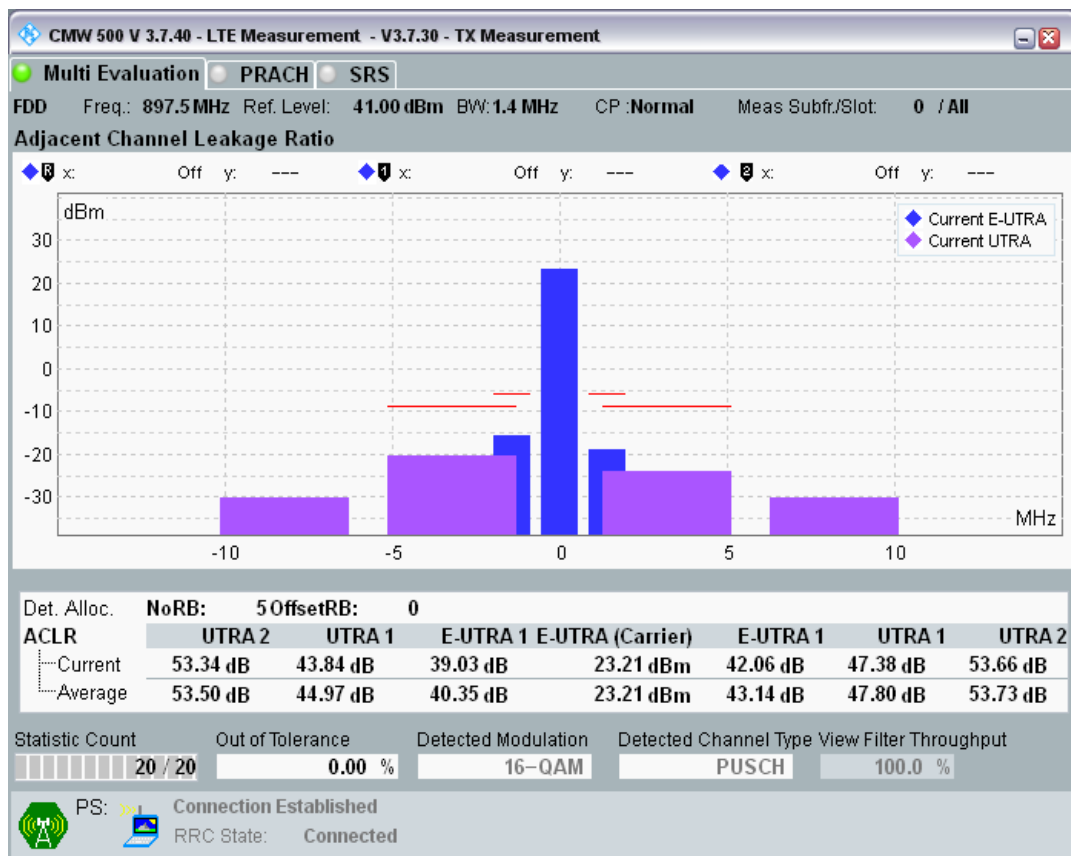 CMW 500 V 3.7.40 - LTE Measurement - V3.7.30 - TX Measurement
Multi Evaluation PRACH SRS
FDD Freq.: 897.5 MHz Ref. Level: 41.00 dBm BW: 1.4 MHz CP :Normal Meas Subfr./Slot: 0 / All
Adjacent Channel Leakage Ratio
R x: Off y: --- 1 x: Off y: --- 2 x: Off y: ---
dBm
Current E-UTRA
Current UTRA
30
20
10
0
-10
-20
-30
MHz
-10 -5 0 5 10
Det. Alloc. NoRB: 5 OffsetRB: 0
ACLR UTRA 2 UTRA 1 E-UTRA 1 E-UTRA (Carrier) E-UTRA 1 UTRA 1 UTRA 2
Current 53.34 dB 43.84 dB 39.03 dB 23.21 dBm 42.06 dB 47.38 dB 53.66 dB
Average 53.50 dB 44.97 dB 40.35 dB 23.21 dBm 43.14 dB 47.80 dB 53.73 dB
Statistic Count Out of Tolerance Detected Modulation Detected Channel Type View Filter Throughput
20 / 20 0.00 % 16-QAM PUSCH 100.0 %
PS: Connection Established
RRC State: Connected